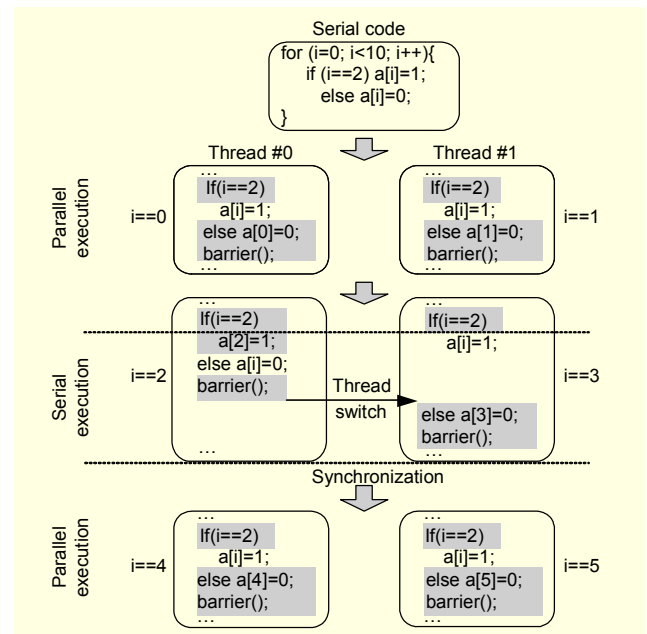 Serial code
for (i=0; i<10; i++){
if (i==2) a[i]=1;
else a[i]=0;
}
Thread #0
Thread #1
Parallel execution
i==0
…
If(i==2)
a[i]=1;
else a[0]=0;
barrier();
…
…
If(i==2)
a[i]=1;
else a[1]=0;
barrier();
…
i==1
Serial execution
i==2
…
If(i==2)
a[2]=1;
else a[i]=0;
barrier();
…
Thread
switch
…
If(i==2)
a[i]=1;
else a[3]=0;
barrier();
…
i==3
Synchronization
Parallel execution
i==4
…
If(i==2)
a[i]=1;
else a[4]=0;
barrier();
…
…
If(i==2)
a[i]=1;
else a[5]=0;
barrier();
…
i==5